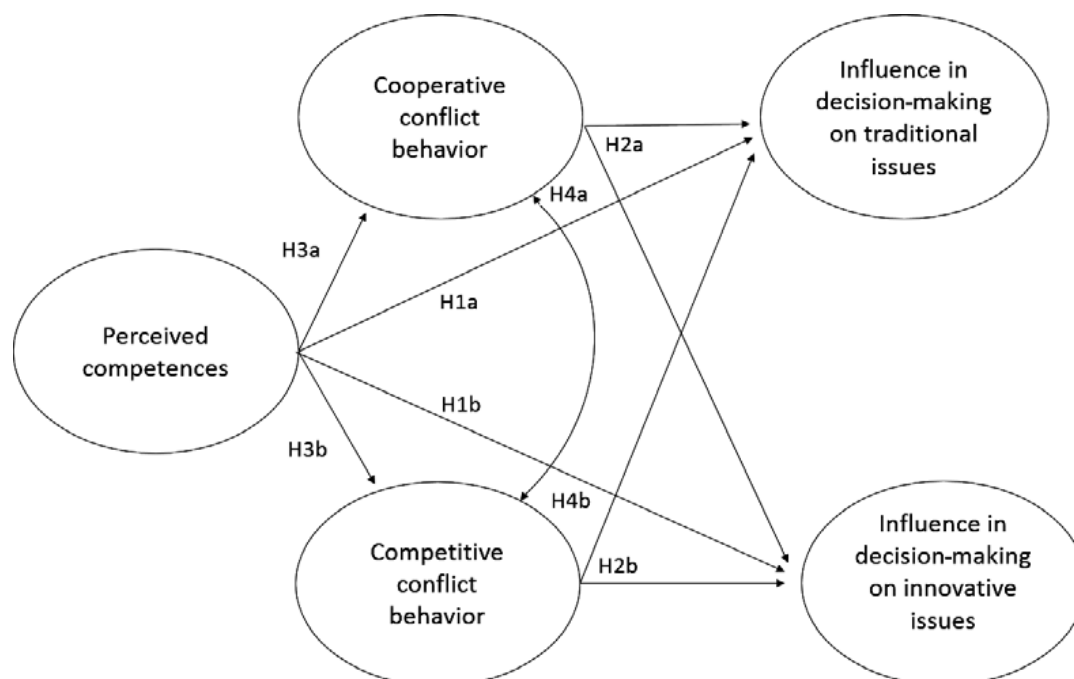 Cooperative
conflict
behavior
Influence in
decision-making
on traditional
issues
H2a
H4a
H3a
H1a
Perceived
competences
H1b
H3b
H4b
Competitive
conflict
behavior
H2b
Influence in
decision-making
on innovative
issues